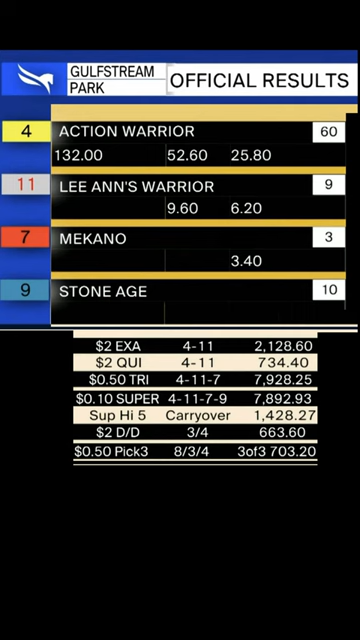 GULFSTREAM PARK OFFICIAL RESULTS
4 ACTION WARRIOR 60
132.00 52.60 25.80
11 LEE ANN'S WARRIOR 9
9.60 6.20
7 MEKANO 3
3.40
9 STONE AGE 10
$2 EXA 4-11 2,128.60
$2 QUI 4-11 734.40
$0.50 TRI 4-11-7 7,928.25
$0.10 SUPER 4-11-7-9 7,892.93
Sup Hi 5 Carryover 1,428.27
$2 D/D 3/4 663.60
$0.50 Pick3 8/3/4 3of3 703.20